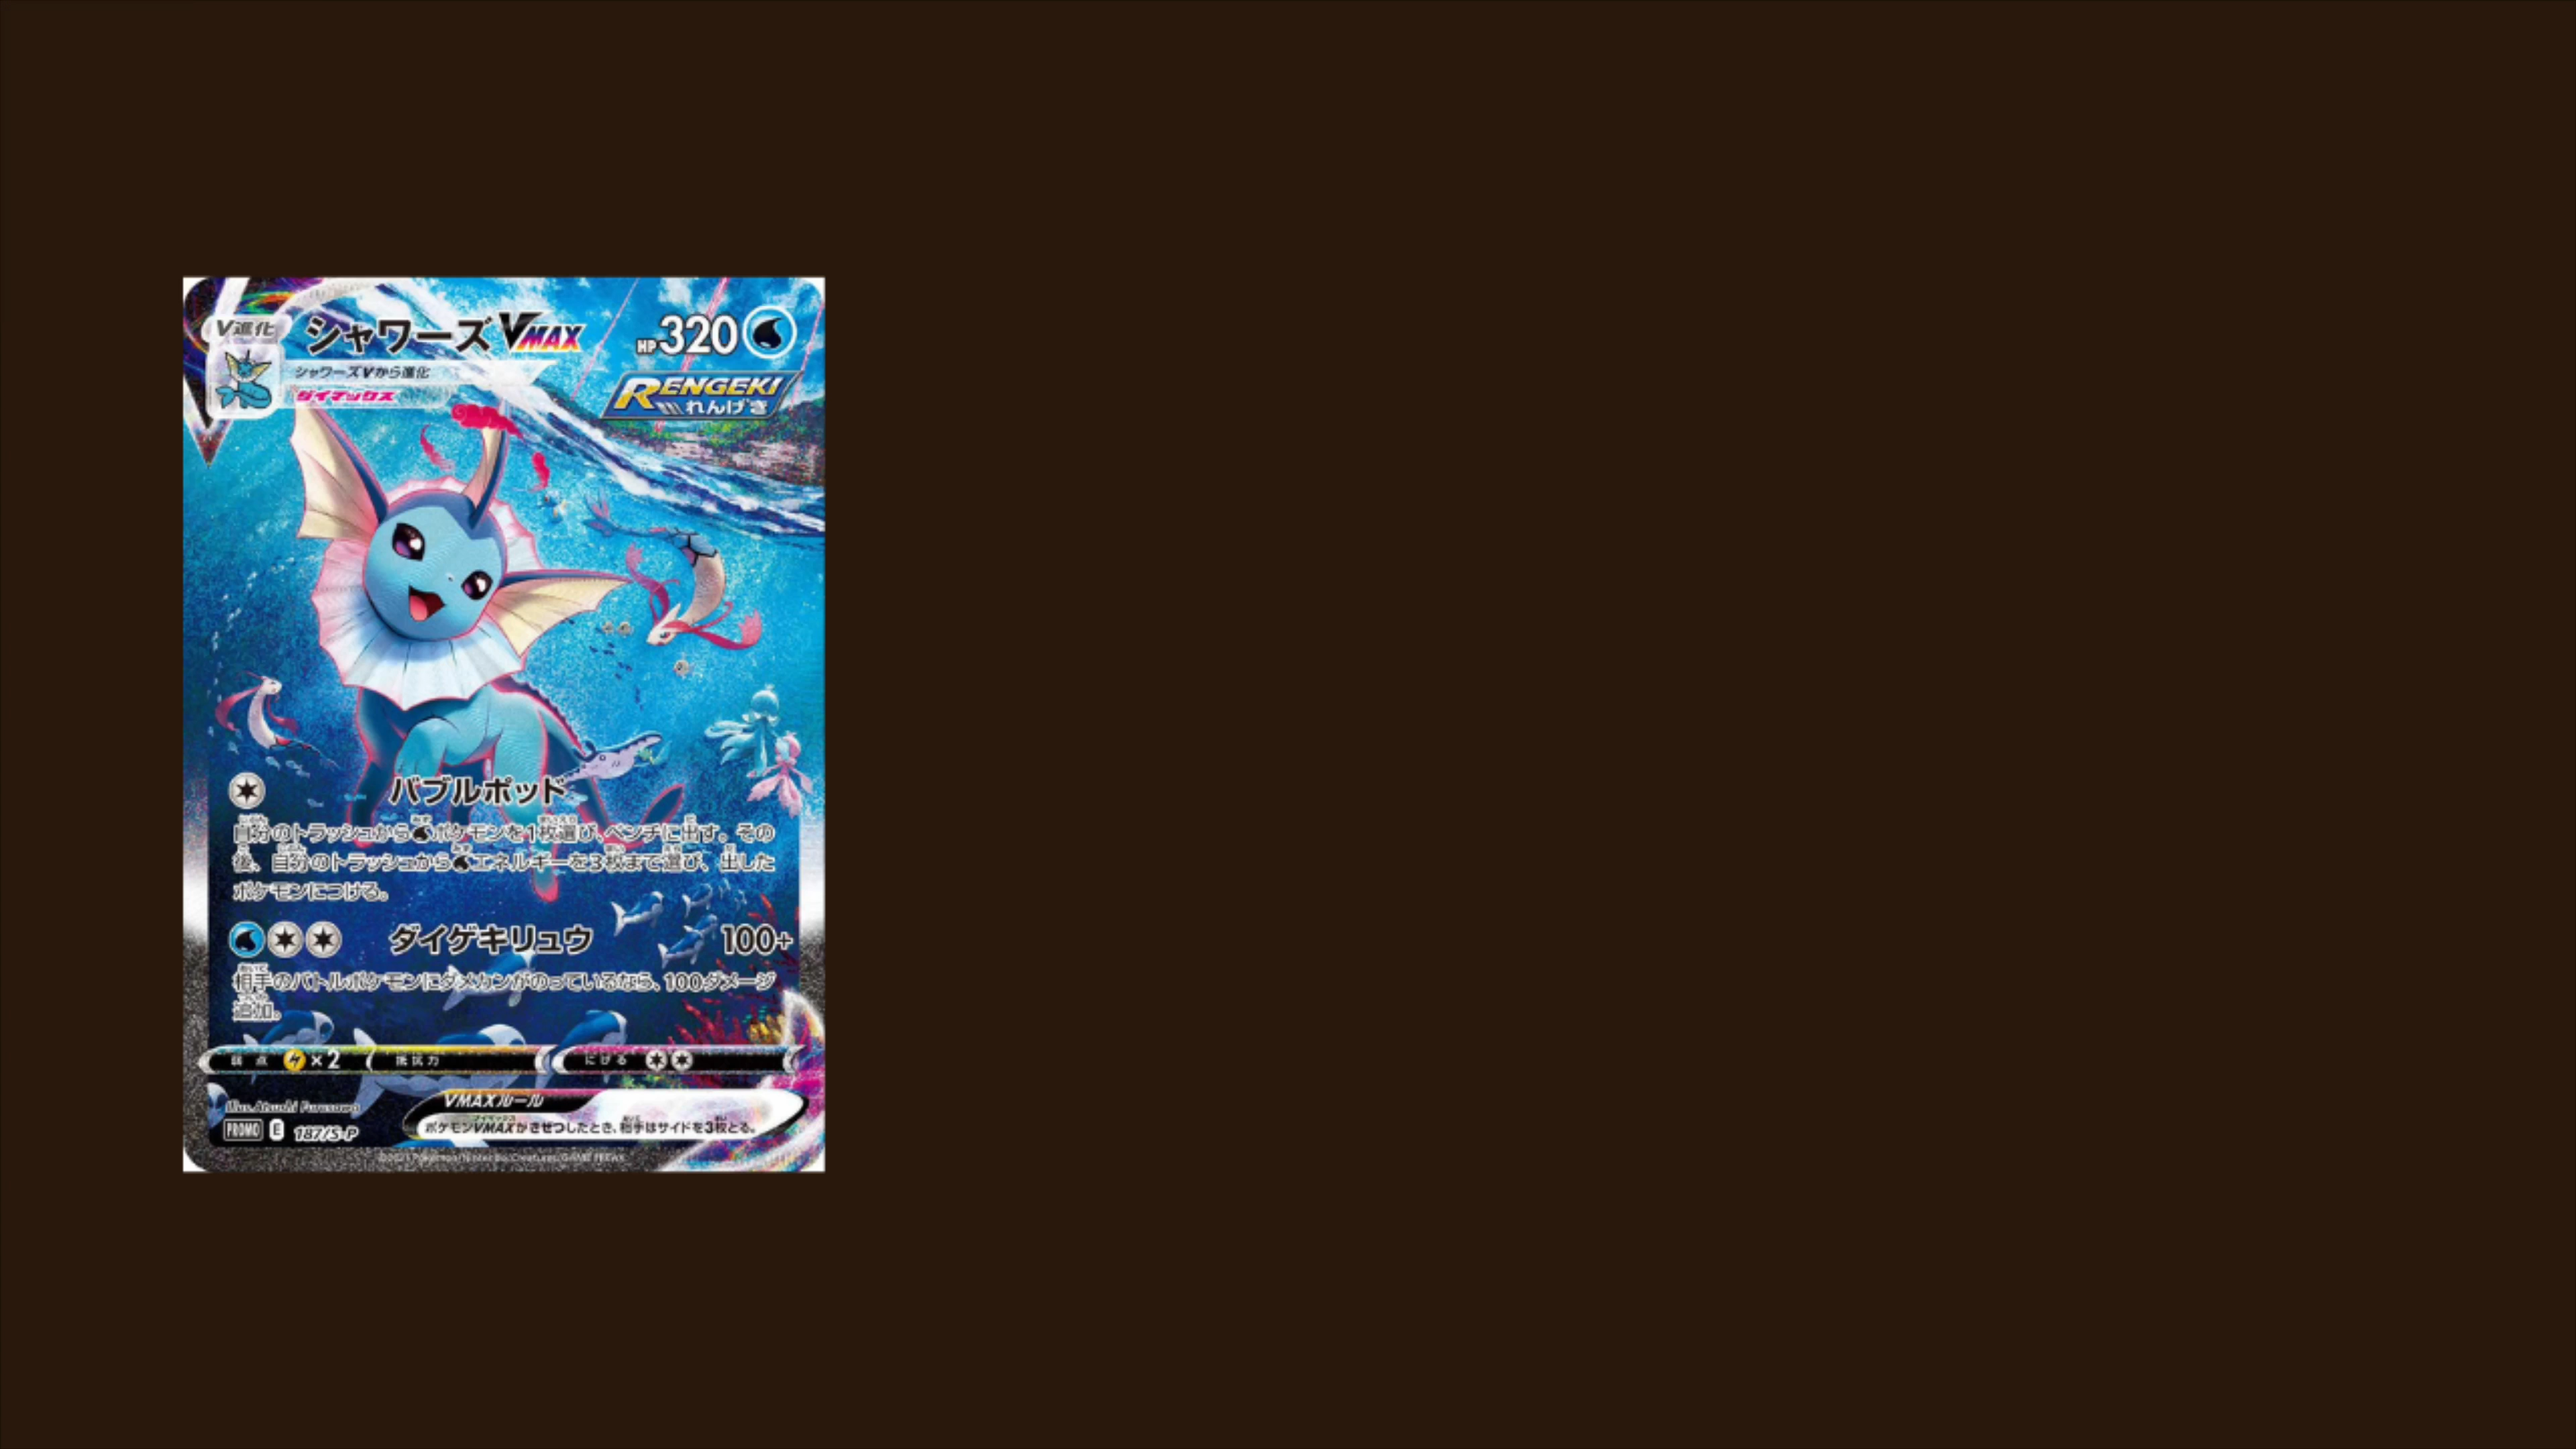 V進化
シャワーズVMAX
HP320
シャワーズVから進化
ダイマックス
RENGEKI
れんげき
バブルポッド
自分のトラッシュからポケモンを1枚選び、ベンチに出す。その
後、自分のトラッシュからエネルギーを3枚まで選び、出した
ポケモンにつける。
ダイゲキリュウ 100+
相手のバトルポケモンにダメカンがのっているなら、100ダメージ
追加。
弱点 ×2 抵抗力 にげる
Illus. Atsushi Furusawa
VMAXルール
ポケモンVMAXがきぜつしたとき、相手はサイドを3枚とる。
PROMO E 187/S-P